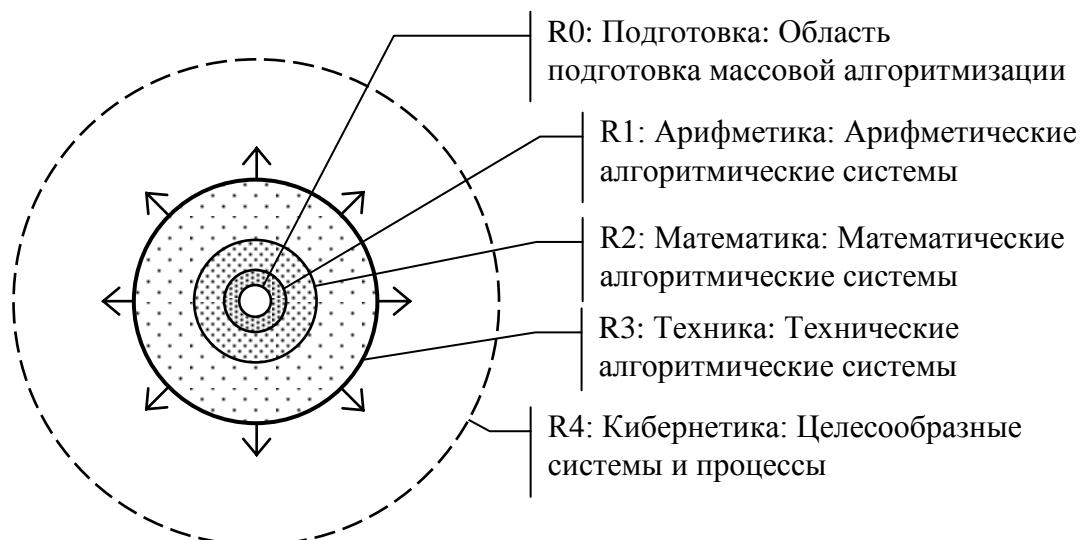 R0: Подготовка: Область
подготовка массовой алгоритмизации
R1: Арифметика: Арифметические
алгоритмические системы
R2: Математика: Математические
алгоритмические системы
R3: Техника: Технические
алгоритмические системы
R4: Кибернетика: Целесообразные
системы и процессы